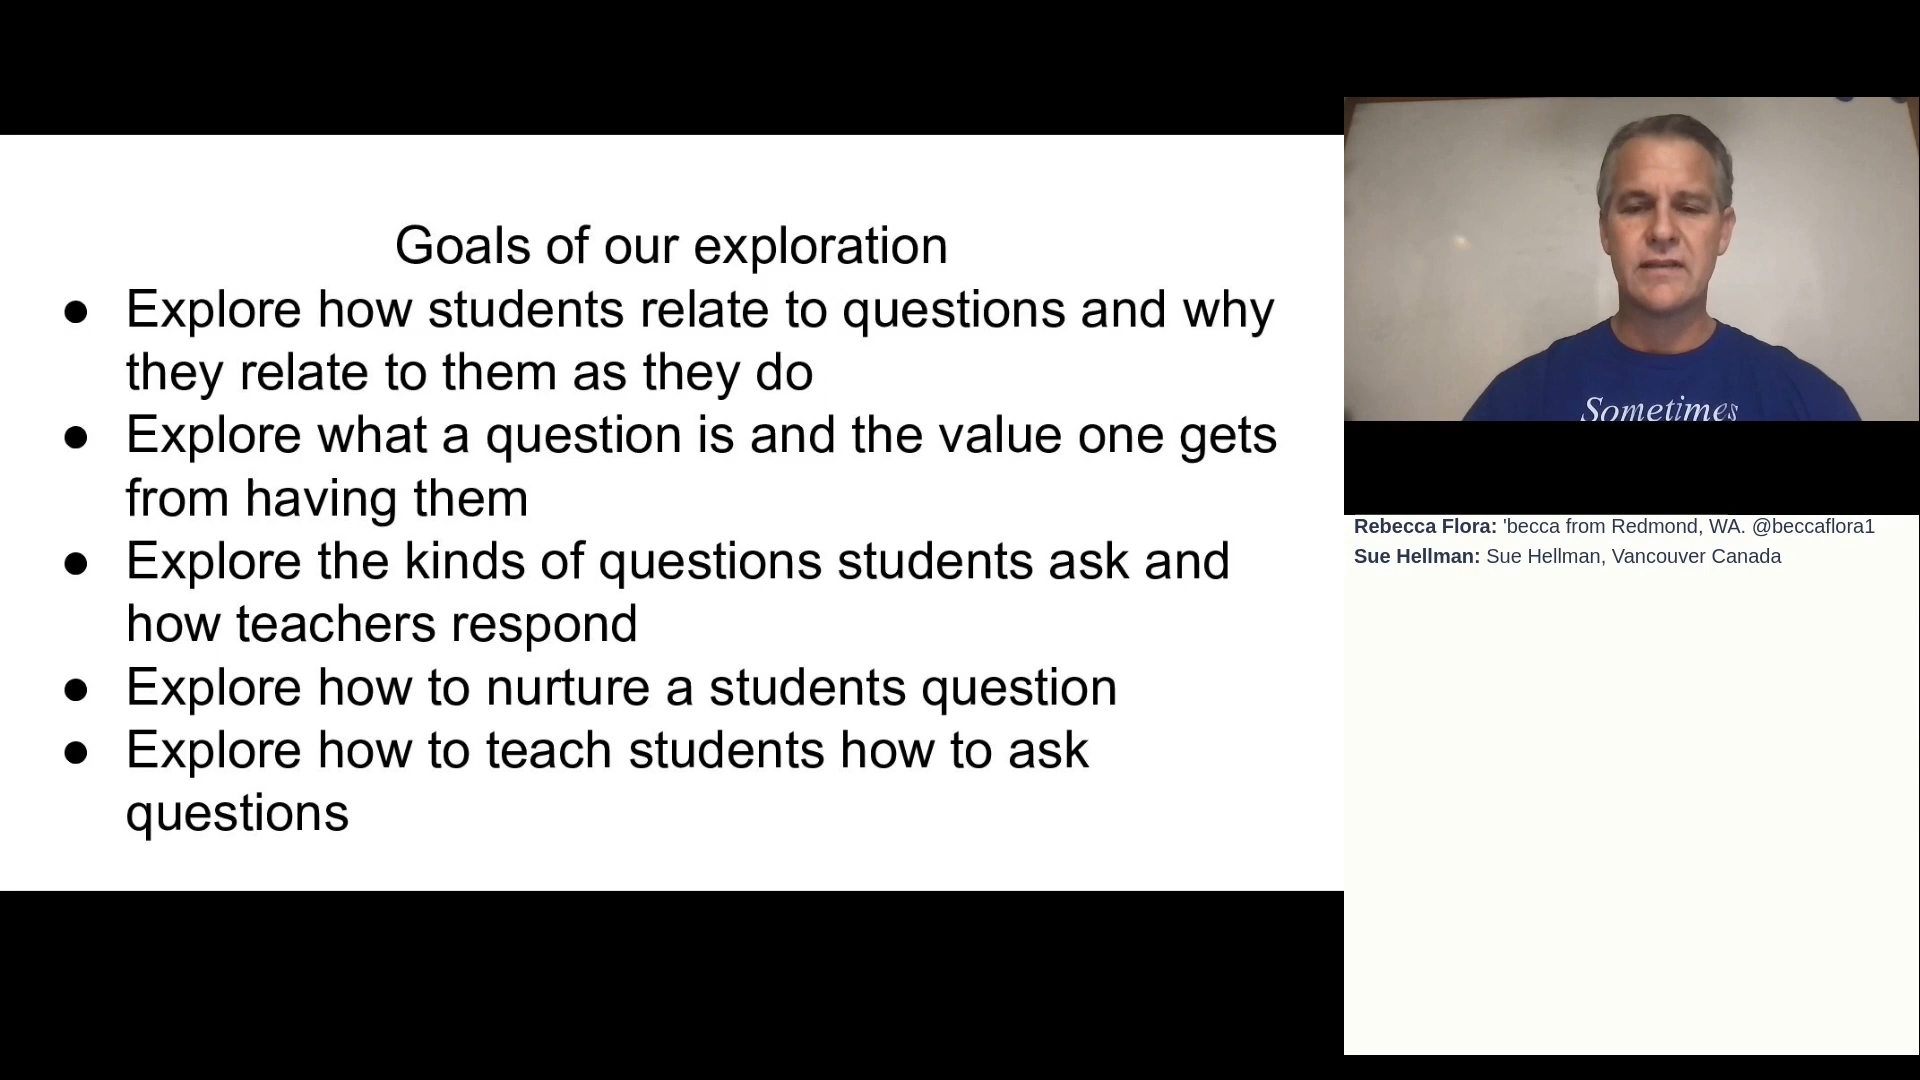 Goals of our exploration
● Explore how students relate to questions and why
they relate to them as they do
● Explore what a question is and the value one gets
from having them
● Explore the kinds of questions students ask and
how teachers respond
● Explore how to nurture a students question
● Explore how to teach students how to ask
questions
Sometimes
Rebecca Flora: 'becca from Redmond, WA. @beccaflora1
Sue Hellman: Sue Hellman, Vancouver Canada